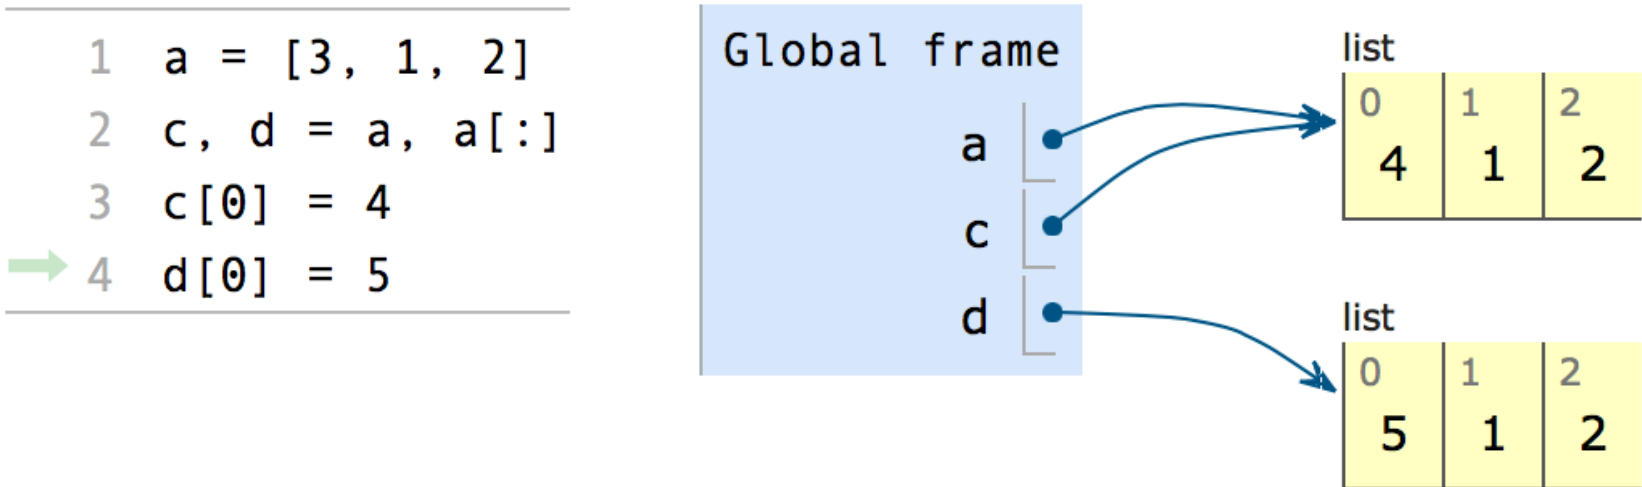 1 a = [3, 1, 2]
2 c, d = a, a[:]
3 c[0] = 4
4 d[0] = 5
Global frame
a
c
d
list
0 1 2
4 1 2
list
0 1 2
5 1 2